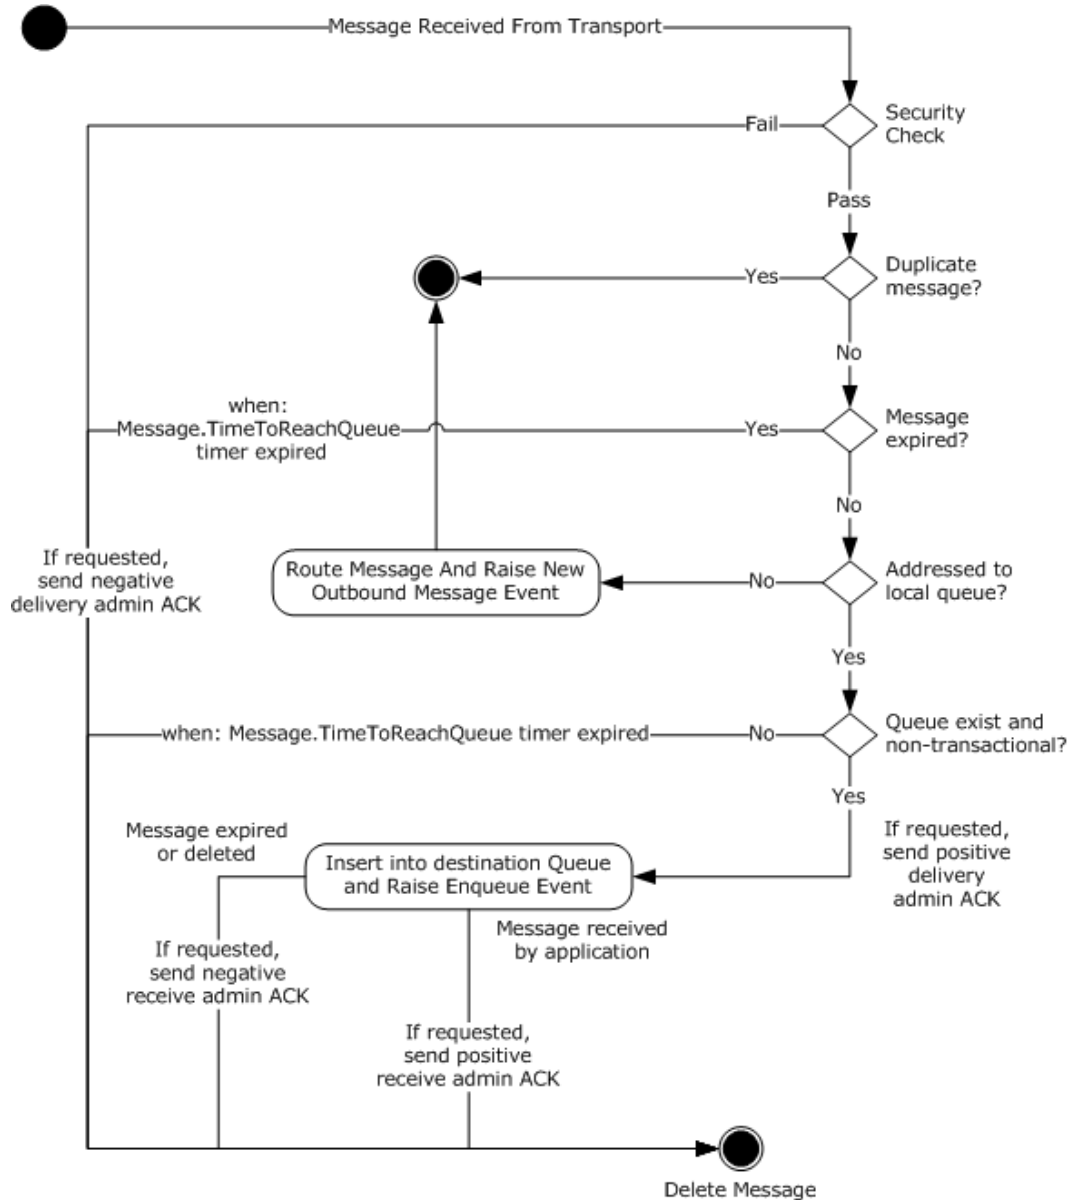 Message Received From Transport
Security
Check
Fail
Pass
Duplicate
message?
Yes
No
when:
Message.TimeToReachQueue
timer expired
Yes
Message
expired?
No
If requested,
send negative
delivery admin ACK
Route Message And Raise New
Outbound Message Event
No
Addressed to
local queue?
Yes
when: Message.TimeToReachQueue timer expired
No
Queue exist and
non-transactional?
Yes
If requested,
send positive
delivery
admin ACK
Message expired
or deleted
Insert into destination Queue
and Raise Enqueue Event
Message received
by application
If requested,
send negative
receive admin ACK
If requested,
send positive
receive admin ACK
Delete Message